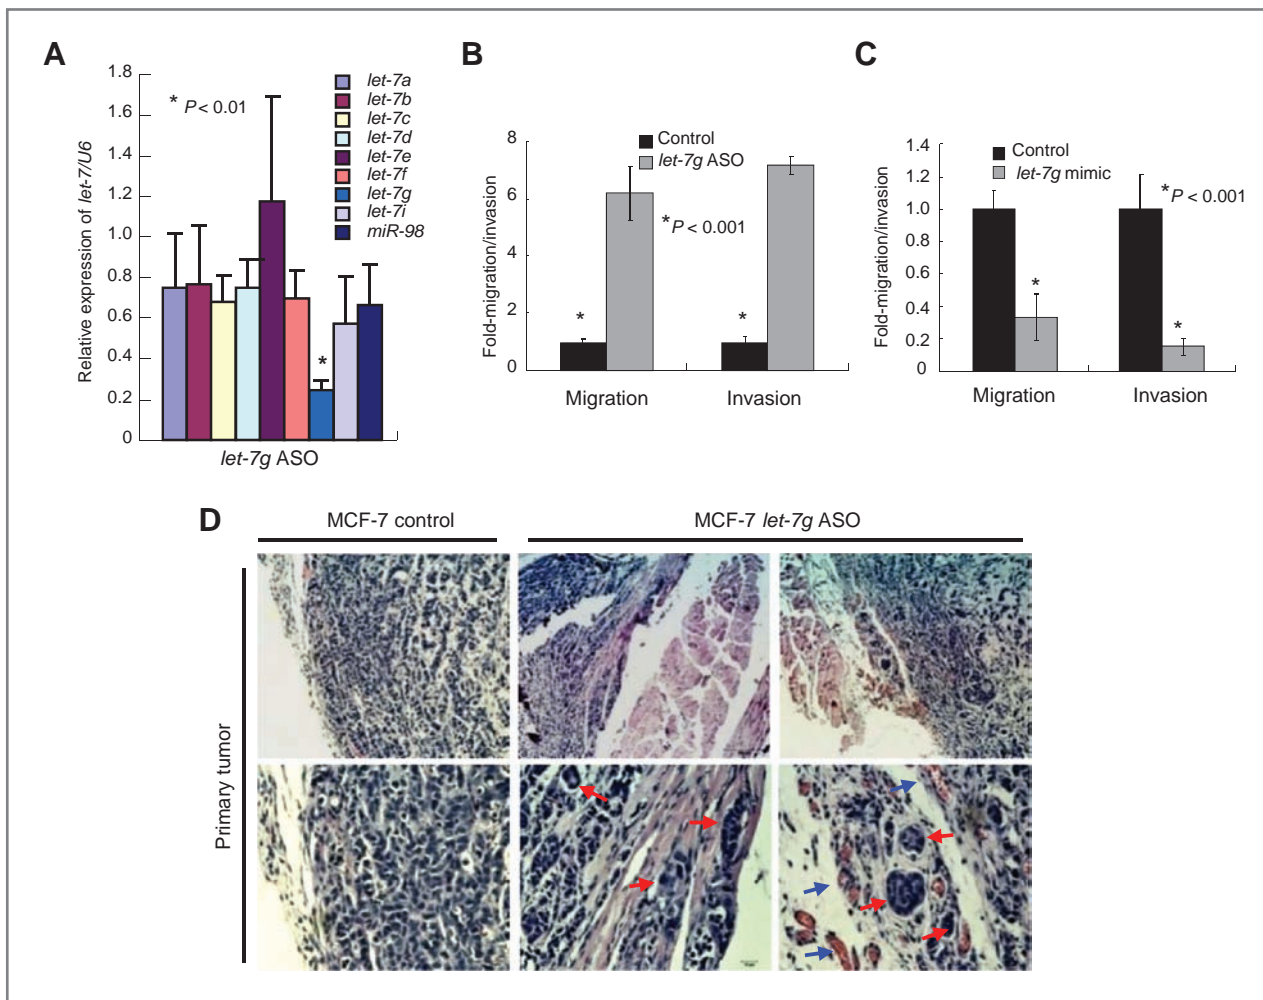 A
Relative expression of let-7/U6
1.8
1.6
1.4
1.2
1.0
0.8
0.6
0.4
0.2
0
* P < 0.01
let-7a
let-7b
let-7c
let-7d
let-7e
let-7f
let-7g
let-7i
miR-98
*
let-7g ASO
B
Fold-migration/invasion
8
6
4
2
0
Control
let-7g ASO
* P < 0.001
*
*
Migration
Invasion
C
Fold-migration/invasion
1.4
1.2
1.0
0.8
0.6
0.4
0.2
0
Control
let-7g mimic
* P < 0.001
*
*
Migration
Invasion
D
MCF-7 control
MCF-7 let-7g ASO
Primary tumor